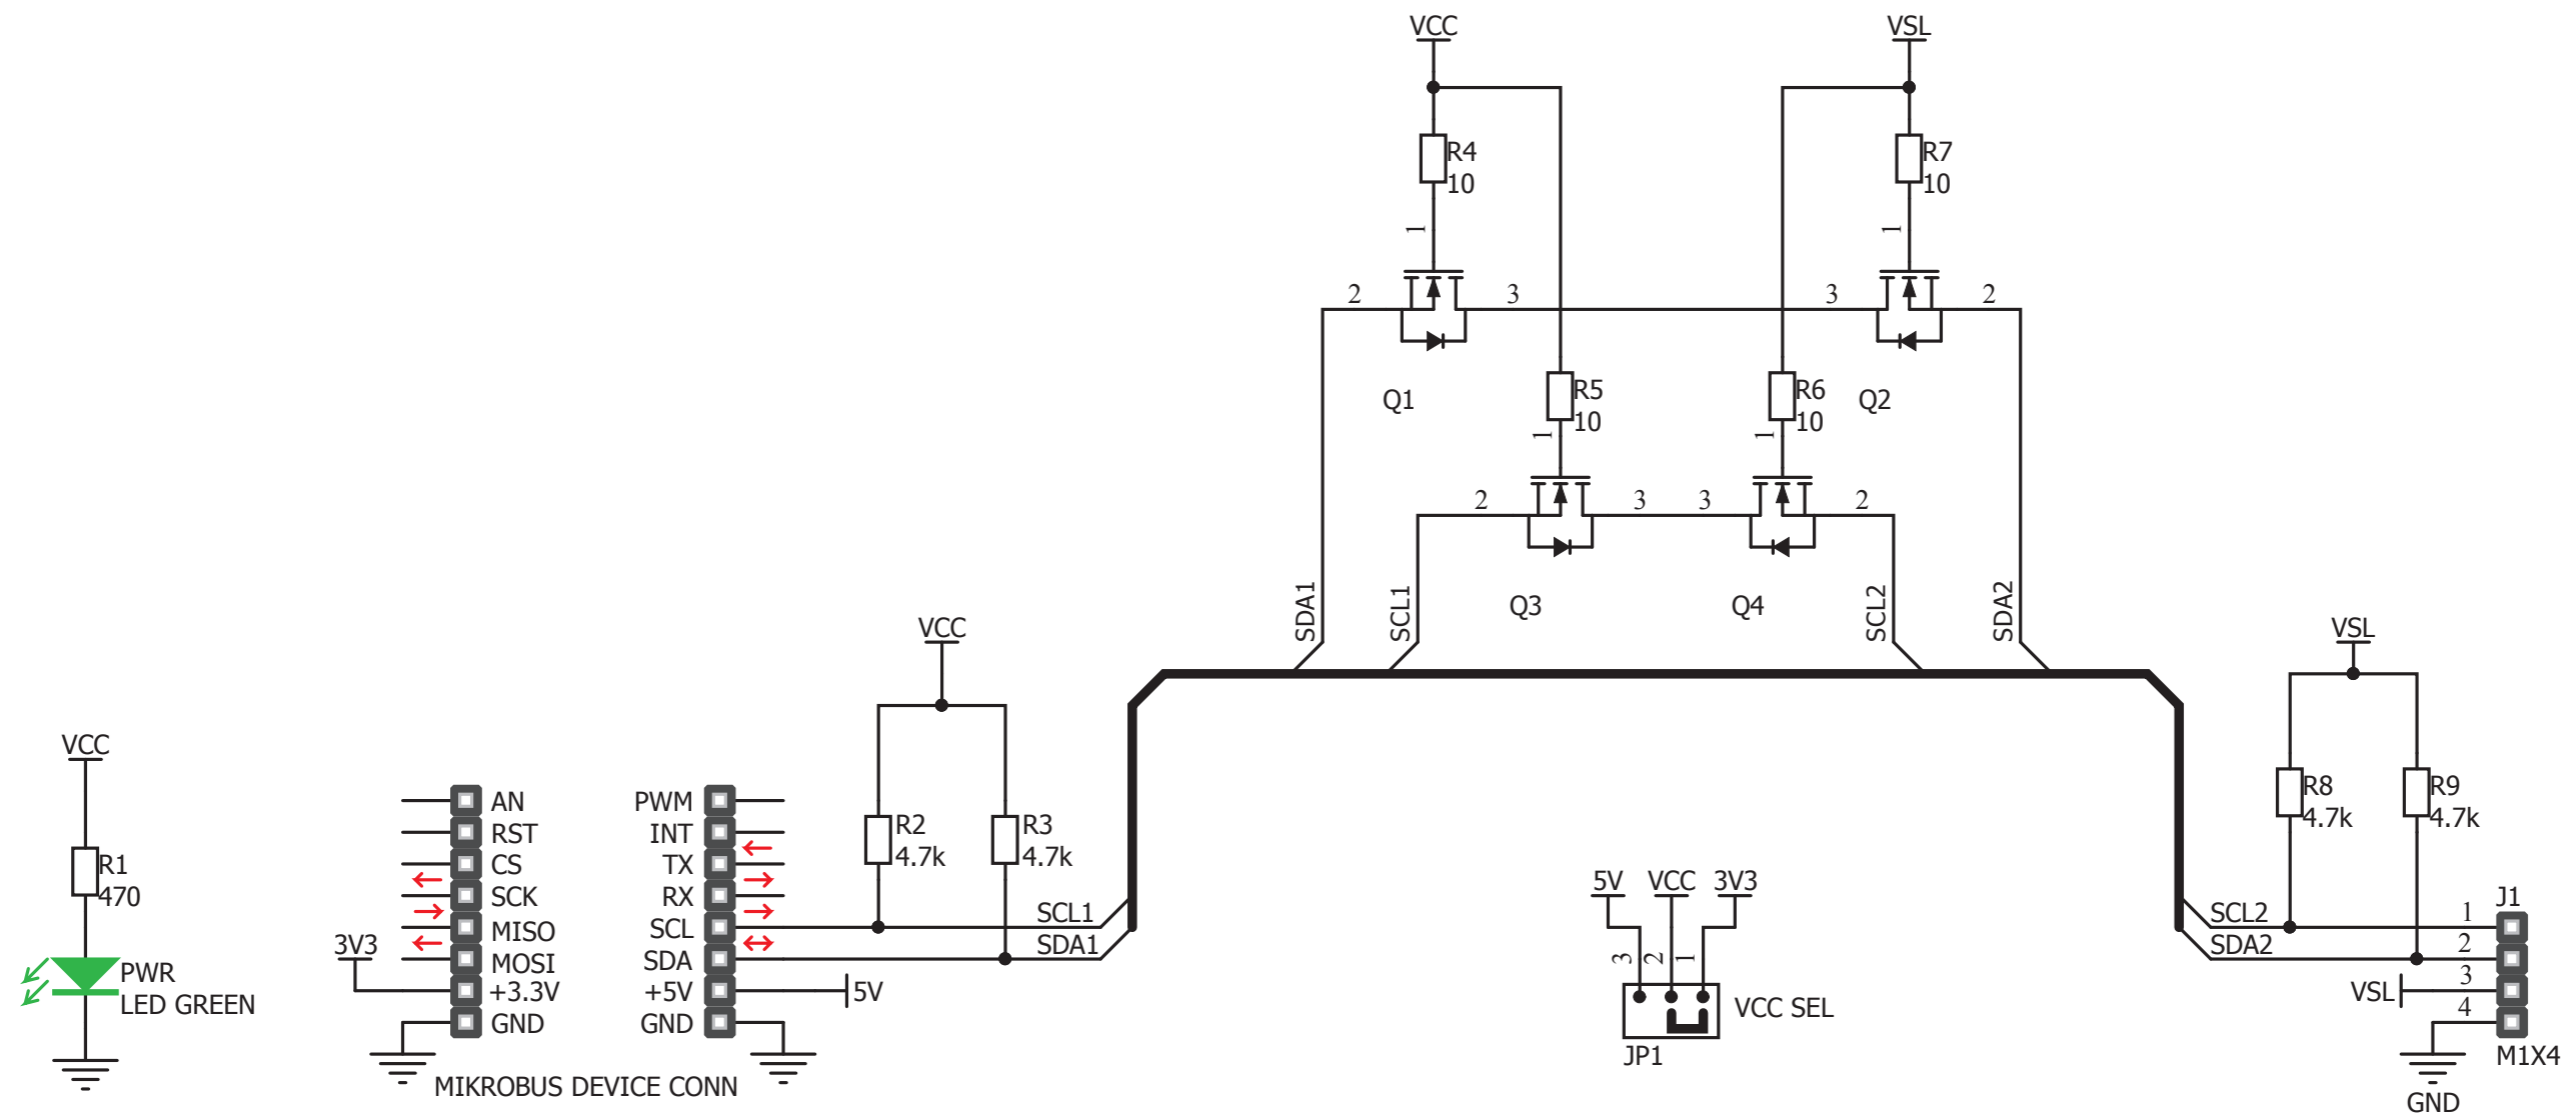 VCC
VSL
R4
10
R7
10
1
1
2
3
3
2
Q1
R5
10
R6
10
Q2
1
1
2
3
3
2
SDA1
SCL1
Q3
Q4
SCL2
SDA2
VCC
VSL
VCC
R1
470
PWR
LED GREEN
AN
RST
CS
SCK
MISO
MOSI
+3.3V
GND
3V3
PWM
INT
TX
RX
SCL
SDA
+5V
GND
5V
MIKROBUS DEVICE CONN
R2
4.7k
R3
4.7k
SCL1
SDA1
5V
VCC
3V3
3
2
1
VCC SEL
JP1
R8
4.7k
R9
4.7k
SCL2
SDA2
VSL
J1
1
2
3
4
M1X4
GND